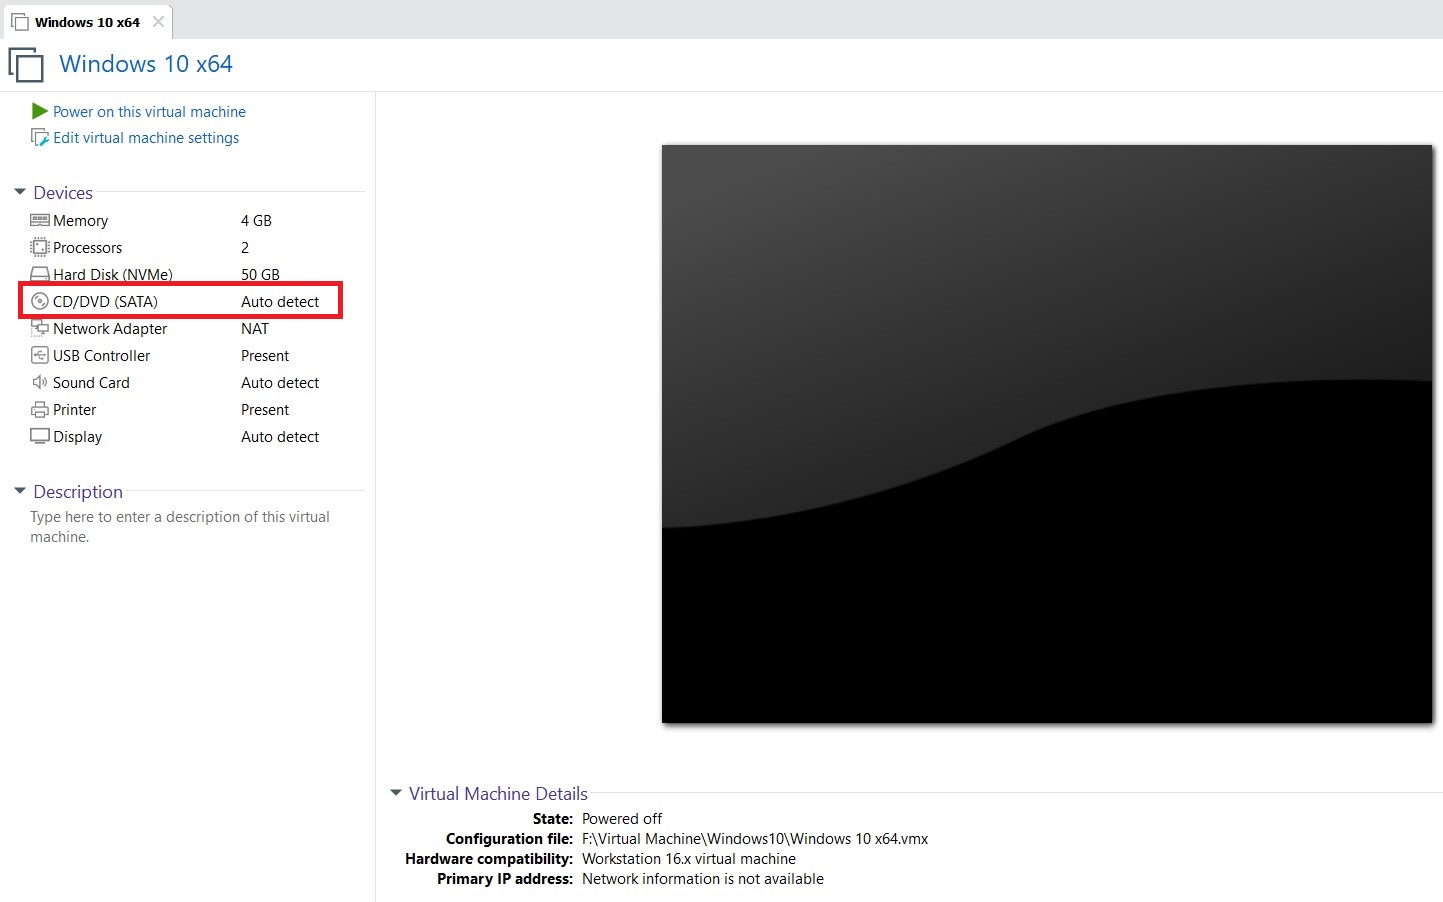 Windows 10 x64
Windows 10 x64
Power on this virtual machine
Edit virtual machine settings
Devices
Memory 4 GB
Processors 2
Hard Disk (NVMe) 50 GB
CD/DVD (SATA) Auto detect
Network Adapter NAT
USB Controller Present
Sound Card Auto detect
Printer Present
Display Auto detect
Description
Type here to enter a description of this virtual
machine.
Virtual Machine Details
State: Powered off
Configuration file: F:\Virtual Machine\Windows10\Windows 10 x64.vmx
Hardware compatibility: Workstation 16.x virtual machine
Primary IP address: Network information is not available